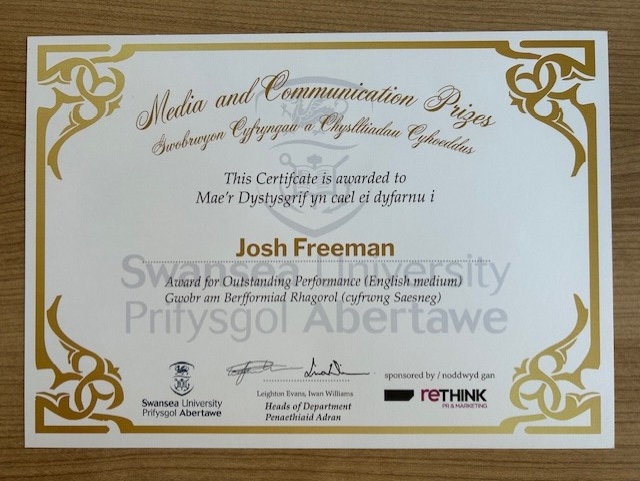 Media and Communication Prizes
Gwobrwyon Cyfryngau a Chyslltiadau Cyhoeddus
This Certifcate is awarded to
Mae'r Dystysgrif yn cael ei dyfarnu i
Josh Freeman
Swansea University
Prifysgol Abertawe
Award for Outstanding Performance (English medium)
Gwobr am Berfformiad Rhagorol (cyfrwng Saesneg)
Swansea University
Prifysgol Abertawe
Leighton Evans, Iwan Williams
Heads of Department
Penaethiaid Adran
sponsored by / noddwyd gan
reTHINK
PR & MARKETING